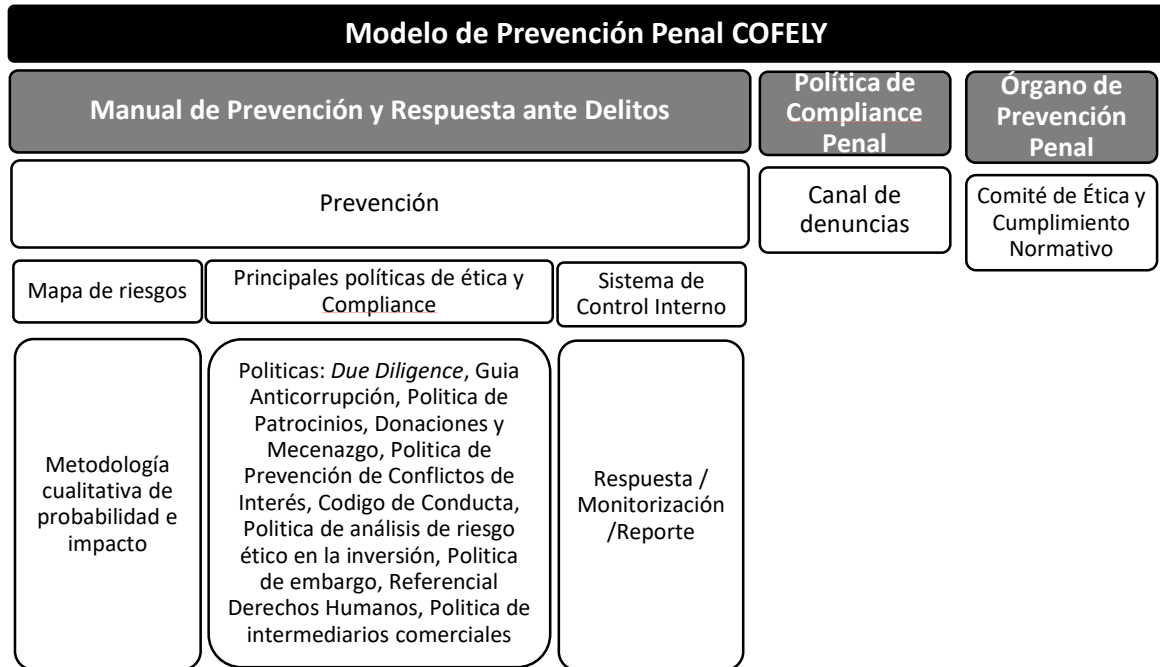 Modelo de Prevención Penal COFELY
Manual de Prevención y Respuesta ante Delitos
Política de
Compliance
Penal
Órgano de
Prevención
Penal
Prevención
Canal de
denuncias
Comité de Ética y
Cumplimiento
Normativo
Mapa de riesgos
Principales políticas de ética y
Compliance
Sistema de
Control Interno
Metodología
cualitativa de
probabilidad e
impacto
Politicas: Due Diligence, Guia
Anticorrupción, Politica de
Patrocinios, Donaciones y
Mecenazgo, Politica de
Prevención de Conflictos de
Interés, Codigo de Conducta,
Politica de análisis de riesgo
ético en la inversión, Politica
de embargo, Referencial
Derechos Humanos, Politica de
intermediarios comerciales
Respuesta /
Monitorización
/Reporte